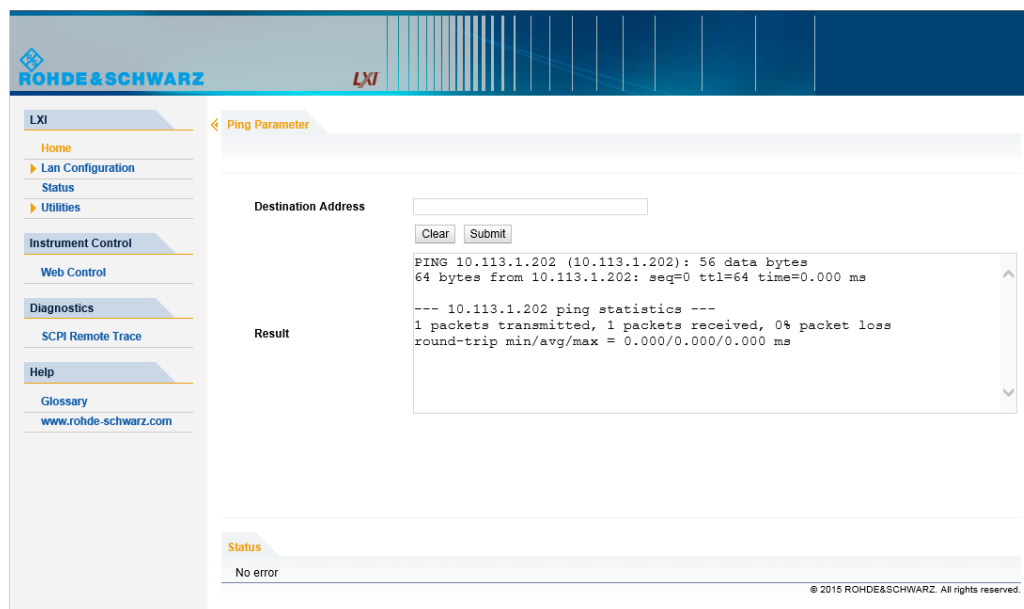 ROHDE&SCHWARZ
LXI
LXI
Home
Lan Configuration
Status
Utilities
Instrument Control
Web Control
Diagnostics
SCPI Remote Trace
Help
Glossary
www.rohde-schwarz.com
Ping Parameter
Destination Address
Clear Submit
Result
PING 10.113.1.202 (10.113.1.202): 56 data bytes
64 bytes from 10.113.1.202: seq=0 ttl=64 time=0.000 ms
--- 10.113.1.202 ping statistics ---
1 packets transmitted, 1 packets received, 0% packet loss
round-trip min/avg/max = 0.000/0.000/0.000 ms
Status
No error
© 2015 ROHDE&SCHWARZ. All rights reserved.